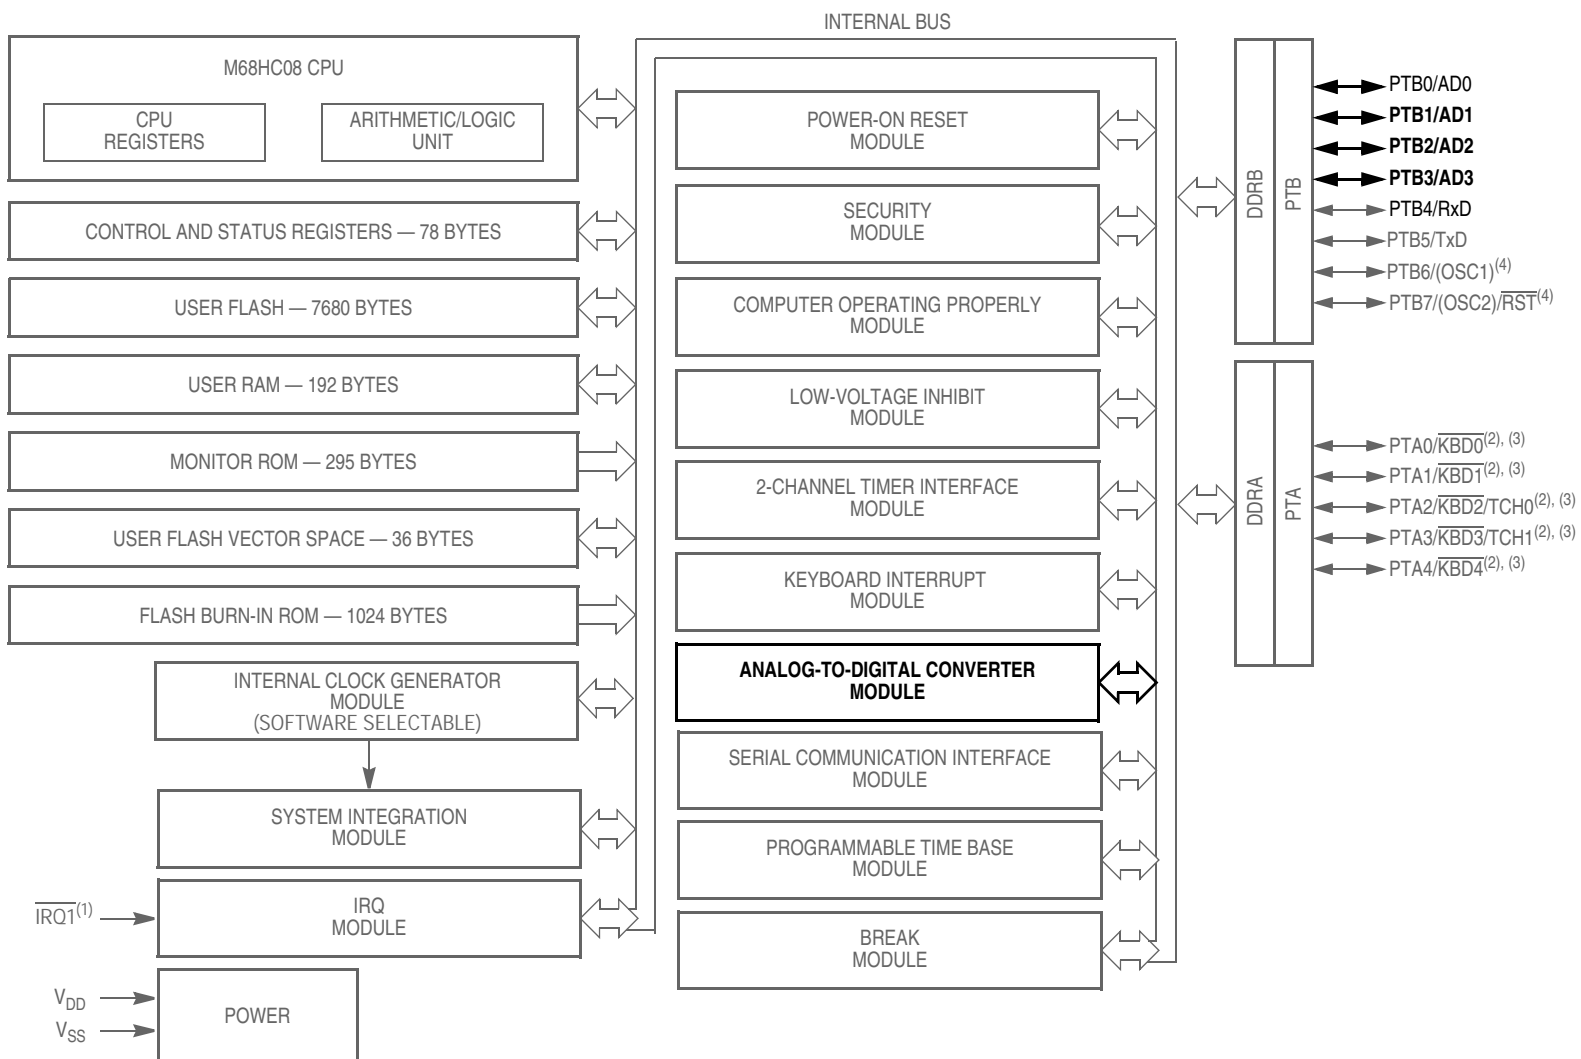 INTERNAL BUS
M68HC08 CPU
CPU
REGISTERS
ARITHMETIC/LOGIC
UNIT
CONTROL AND STATUS REGISTERS — 78 BYTES
USER FLASH — 7680 BYTES
USER RAM — 192 BYTES
MONITOR ROM — 295 BYTES
USER FLASH VECTOR SPACE — 36 BYTES
FLASH BURN-IN ROM — 1024 BYTES
INTERNAL CLOCK GENERATOR
MODULE
(SOFTWARE SELECTABLE)
SYSTEM INTEGRATION
MODULE
IRQ1(1)
IRQ
MODULE
VDD
VSS
POWER
POWER-ON RESET
MODULE
SECURITY
MODULE
COMPUTER OPERATING PROPERLY
MODULE
LOW-VOLTAGE INHIBIT
MODULE
2-CHANNEL TIMER INTERFACE
MODULE
KEYBOARD INTERRUPT
MODULE
ANALOG-TO-DIGITAL CONVERTER
MODULE
SERIAL COMMUNICATION INTERFACE
MODULE
PROGRAMMABLE TIME BASE
MODULE
BREAK
MODULE
DDRB
PTB
PTB0/AD0
PTB1/AD1
PTB2/AD2
PTB3/AD3
PTB4/RxD
PTB5/TxD
PTB6/(OSC1)(4)
PTB7/(OSC2)/RST(4)
DDRA
PTA
PTA0/KBD0(2), (3)
PTA1/KBD1(2), (3)
PTA2/KBD2/TCH0(2), (3)
PTA3/KBD3/TCH1(2), (3)
PTA4/KBD4(2), (3)